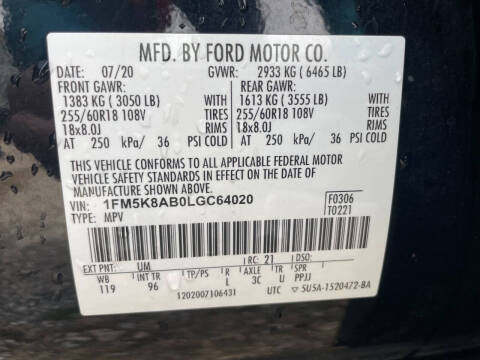 MFD. BY FORD MOTOR CO.
DATE: 07/20 GVWR: 2933 KG ( 6465 LB)
FRONT GAWR: REAR GAWR:
1383 KG ( 3050 LB) WITH 1613 KG ( 3555 LB) WITH
255/60R18 108V TIRES 255/60R18 108V TIRES
18x8.0J RIMS 18x8.0J RIMS
AT 250 kPa/ 36 PSI COLD AT 250 kPa/ 36 PSI COLD
THIS VEHICLE CONFORMS TO ALL APPLICABLE FEDERAL MOTOR
VEHICLE SAFETY STANDARDS IN EFFECT ON THE DATE OF
MANUFACTURE SHOWN ABOVE.
VIN: 1FM5K8AB0LGC64020 F0306
TYPE: MPV T0221
EXT PNT: UM RC: 21 DSO:
WB INT TR TP/PS R AXLE TR SPR
119 96 L 3C U PPJJ
1202007106431 UTC 5U5A-1520472-BA